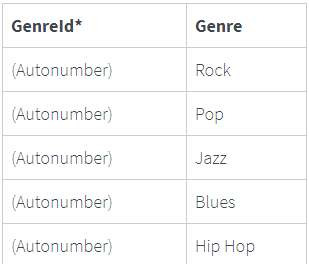 GenreId* Genre
(Autonumber) Rock
(Autonumber) Pop
(Autonumber) Jazz
(Autonumber) Blues
(Autonumber) Hip Hop